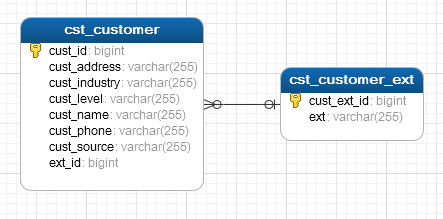 cst_customer
cust_id: bigint
cust_address: varchar(255)
cust_industry: varchar(255)
cust_level: varchar(255)
cust_name: varchar(255)
cust_phone: varchar(255)
cust_source: varchar(255)
ext_id: bigint
cst_customer_ext
cust_ext_id: bigint
ext: varchar(255)